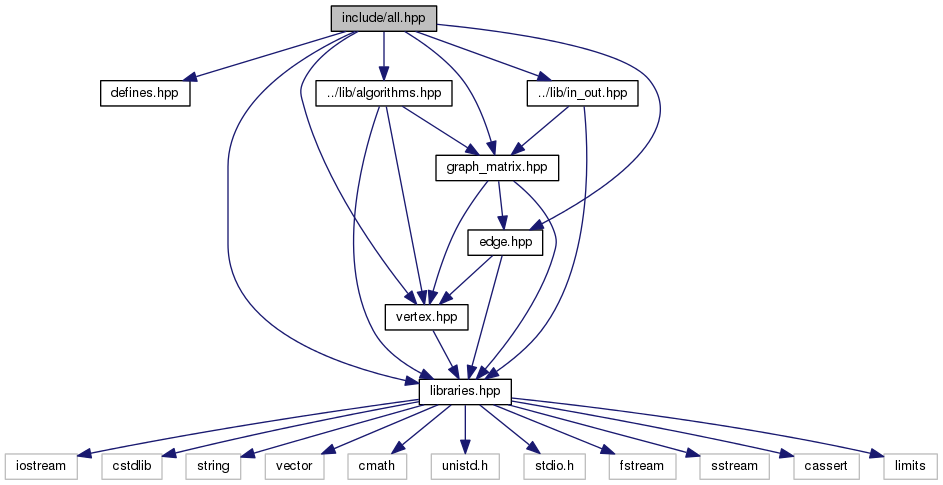 include/all.hpp
defines.hpp
../lib/algorithms.hpp
../lib/in_out.hpp
graph_matrix.hpp
edge.hpp
vertex.hpp
libraries.hpp
iostream
cstdlib
string
vector
cmath
unistd.h
stdio.h
fstream
sstream
cassert
limits